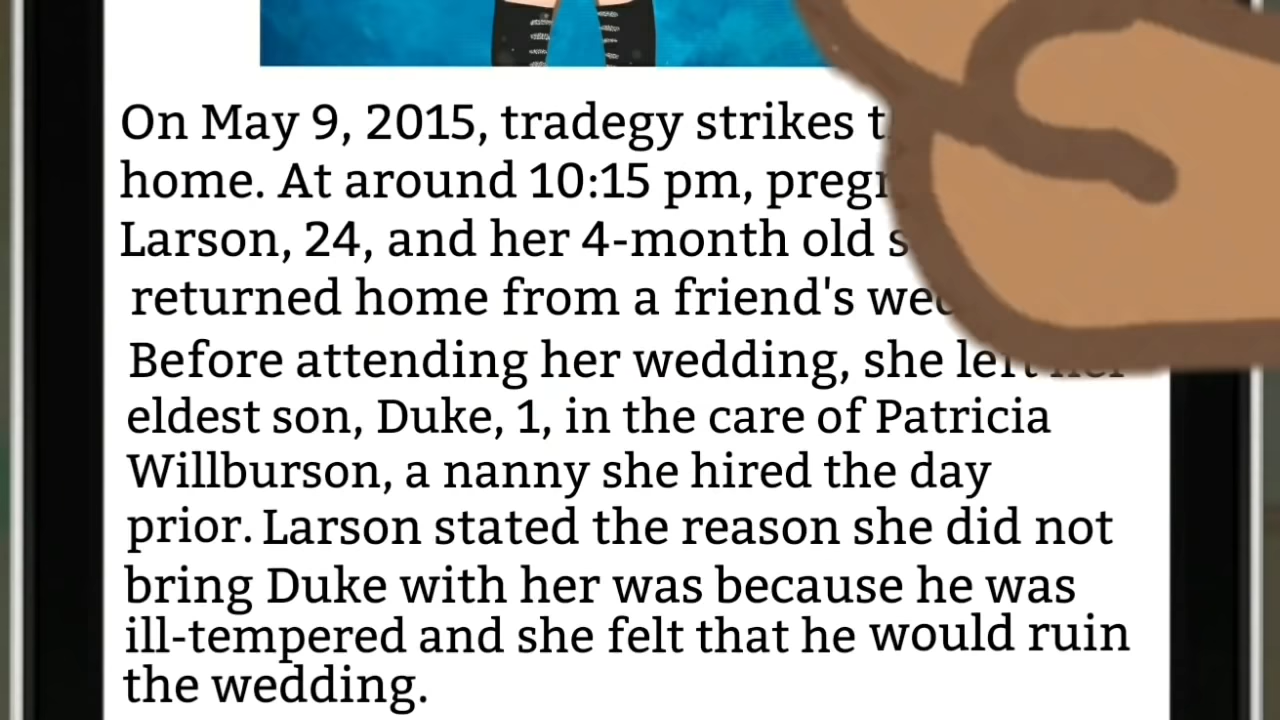 On May 9, 2015, tradegy strikes
home. At around 10:15 pm,
Larson, 24, and her 4-month old
returned home from a friend's
Before attending her wedding, she left her
eldest son, Duke, 1, in the care of Patricia
Willburson, a nanny she hired the day
prior. Larson stated the reason she did not
bring Duke with her was because he was
ill-tempered and she felt that he would ruin
the wedding.